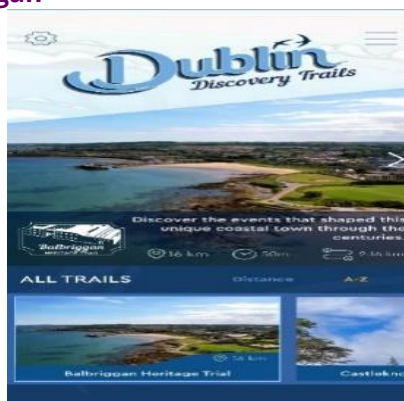 Dublin
Discovery Trails
Discover the events that shaped this
unique coastal town through the
centuries.
Balbriggan
16 km
ALL TRAILS
Distance
A-Z
16 km
Balbriggan Heritage Trial